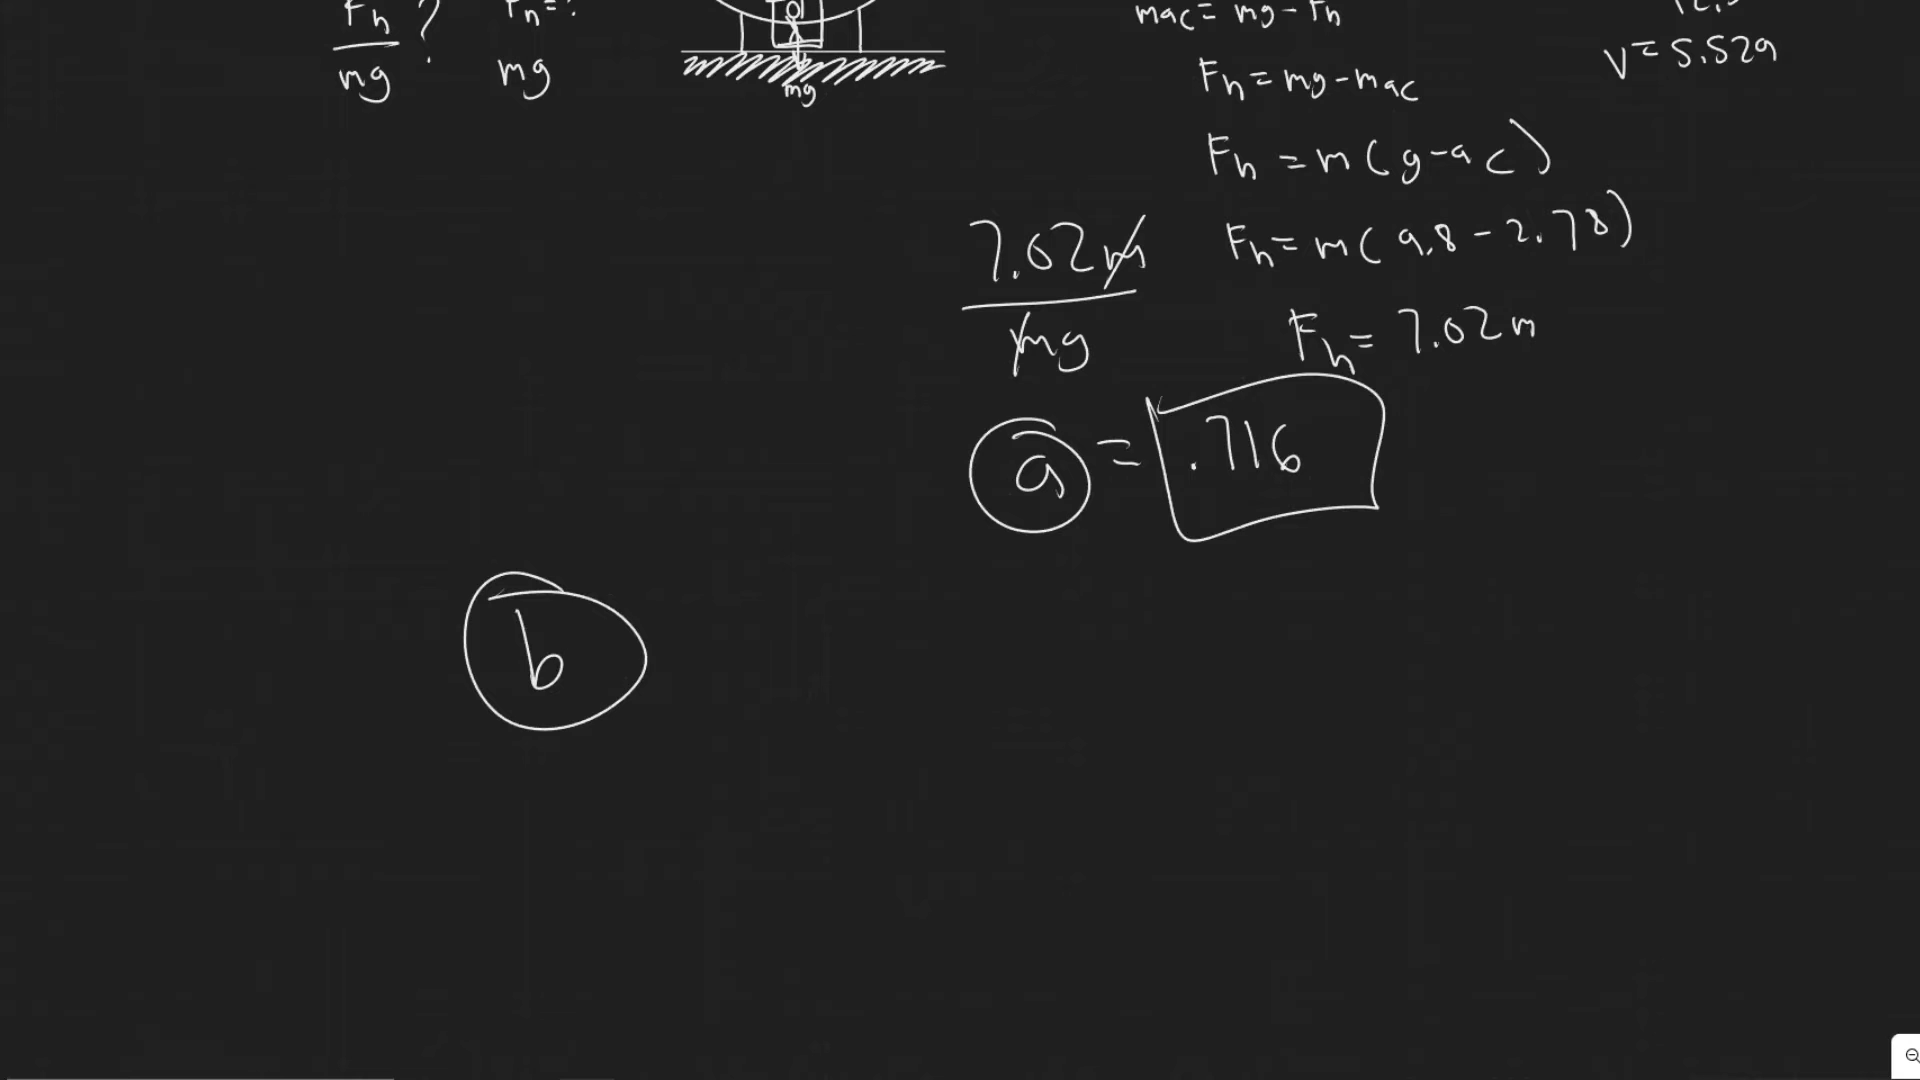 Fn/mg ? Fn=?/mg
mg
mac = mg - Fn
V = 5.529
Fn = mg - mac
Fn = m(g-ac)
Fn = m(9.8 - 2.78)
7.02m/mg
Fn = 7.02m
a = .716
b